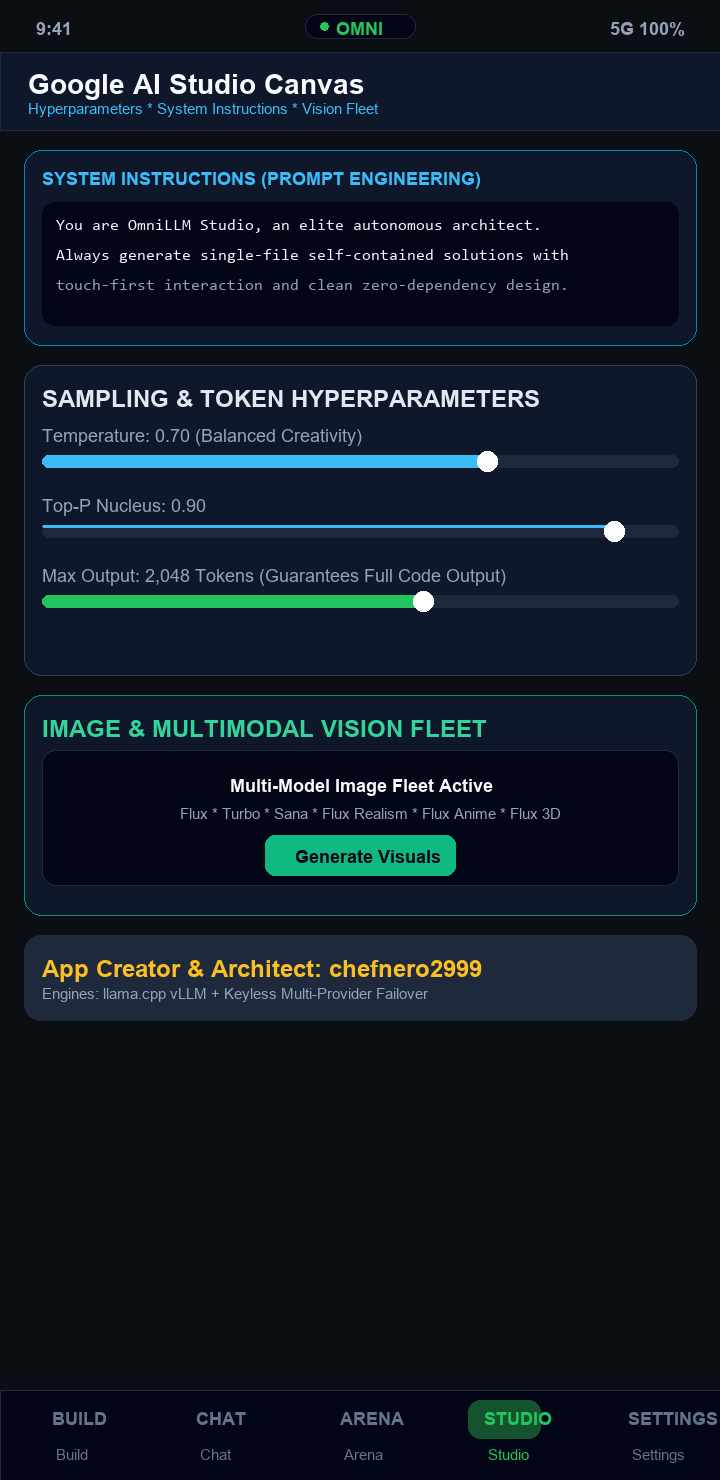 9:41
OMNI
5G 100%
Google AI Studio Canvas
Hyperparameters * System Instructions * Vision Fleet
SYSTEM INSTRUCTIONS (PROMPT ENGINEERING)
You are OmniLLM Studio, an elite autonomous architect.
Always generate single-file self-contained solutions with
touch-first interaction and clean zero-dependency design.
SAMPLING & TOKEN HYPERPARAMETERS
Temperature: 0.70 (Balanced Creativity)
Top-P Nucleus: 0.90
Max Output: 2,048 Tokens (Guarantees Full Code Output)
IMAGE & MULTIMODAL VISION FLEET
Multi-Model Image Fleet Active
Flux * Turbo * Sana * Flux Realism * Flux Anime * Flux 3D
Generate Visuals
App Creator & Architect: chefnero2999
Engines: llama.cpp vLLM + Keyless Multi-Provider Failover
BUILD
CHAT
ARENA
STUDIO
SETTINGS
Build
Chat
Arena
Studio
Settings